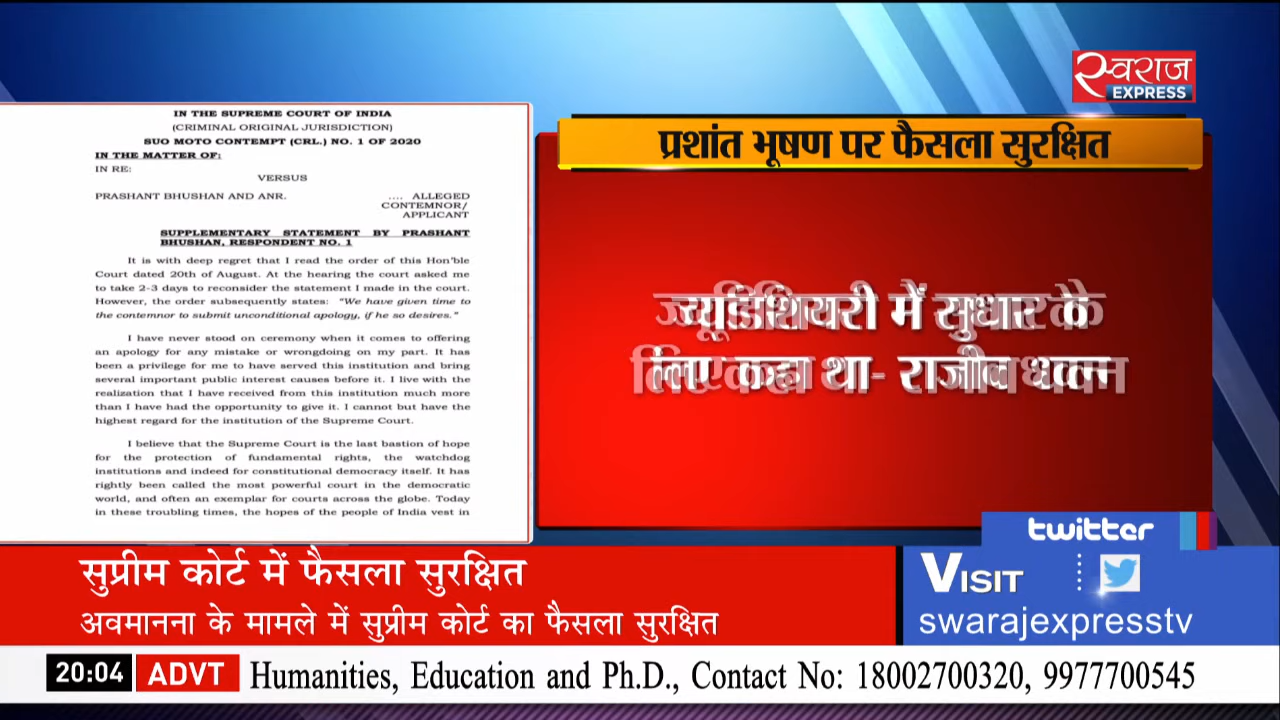 स्वराज
EXPRESS
IN THE SUPREME COURT OF INDIA
(CRIMINAL ORIGINAL JURISDICTION)
SUO MOTO CONTEMPT (CRL.) NO. 1 OF 2020
IN THE MATTER OF:
IN RE:
VERSUS
PRASHANT BHUSHAN AND ANR. .... ALLEGED
CONTEMNOR/
APPLICANT
SUPPLEMENTARY STATEMENT BY PRASHANT
BHUSHAN, RESPONDENT NO. 1
It is with deep regret that I read the order of this Hon'ble
Court dated 20th of August. At the hearing the court asked me
to take 2-3 days to reconsider the statement I made in the court.
However, the order subsequently states: "We have given time to
the contemnor to submit unconditional apology, if he so desires."
I have never stood on ceremony when it comes to offering
an apology for any mistake or wrongdoing on my part. It has
been a privilege for me to have served this institution and bring
several important public interest causes before it. I live with the
realization that I have received from this institution much more
than I have had the opportunity to give it. I cannot but have the
highest regard for the institution of the Supreme Court.
I believe that the Supreme Court is the last bastion of hope
for the protection of fundamental rights, the watchdog
institutions and indeed for constitutional democracy itself. It has
rightly been called the most powerful court in the democratic
world, and often an exemplar for courts across the globe. Today
in these troubling times, the hopes of the people of India vest in
प्रशांत भूषण पर फैसला सुरक्षित
ज्यूडिशियरी में सुधार के
लिए कहा था- राजीव धवन
twitter
VISIT
swarajexpresstv
सुप्रीम कोर्ट में फैसला सुरक्षित
अवमानना के मामले में सुप्रीम कोर्ट का फैसला सुरक्षित
20:04 ADVT Humanities, Education and Ph.D., Contact No: 18002700320, 9977700545